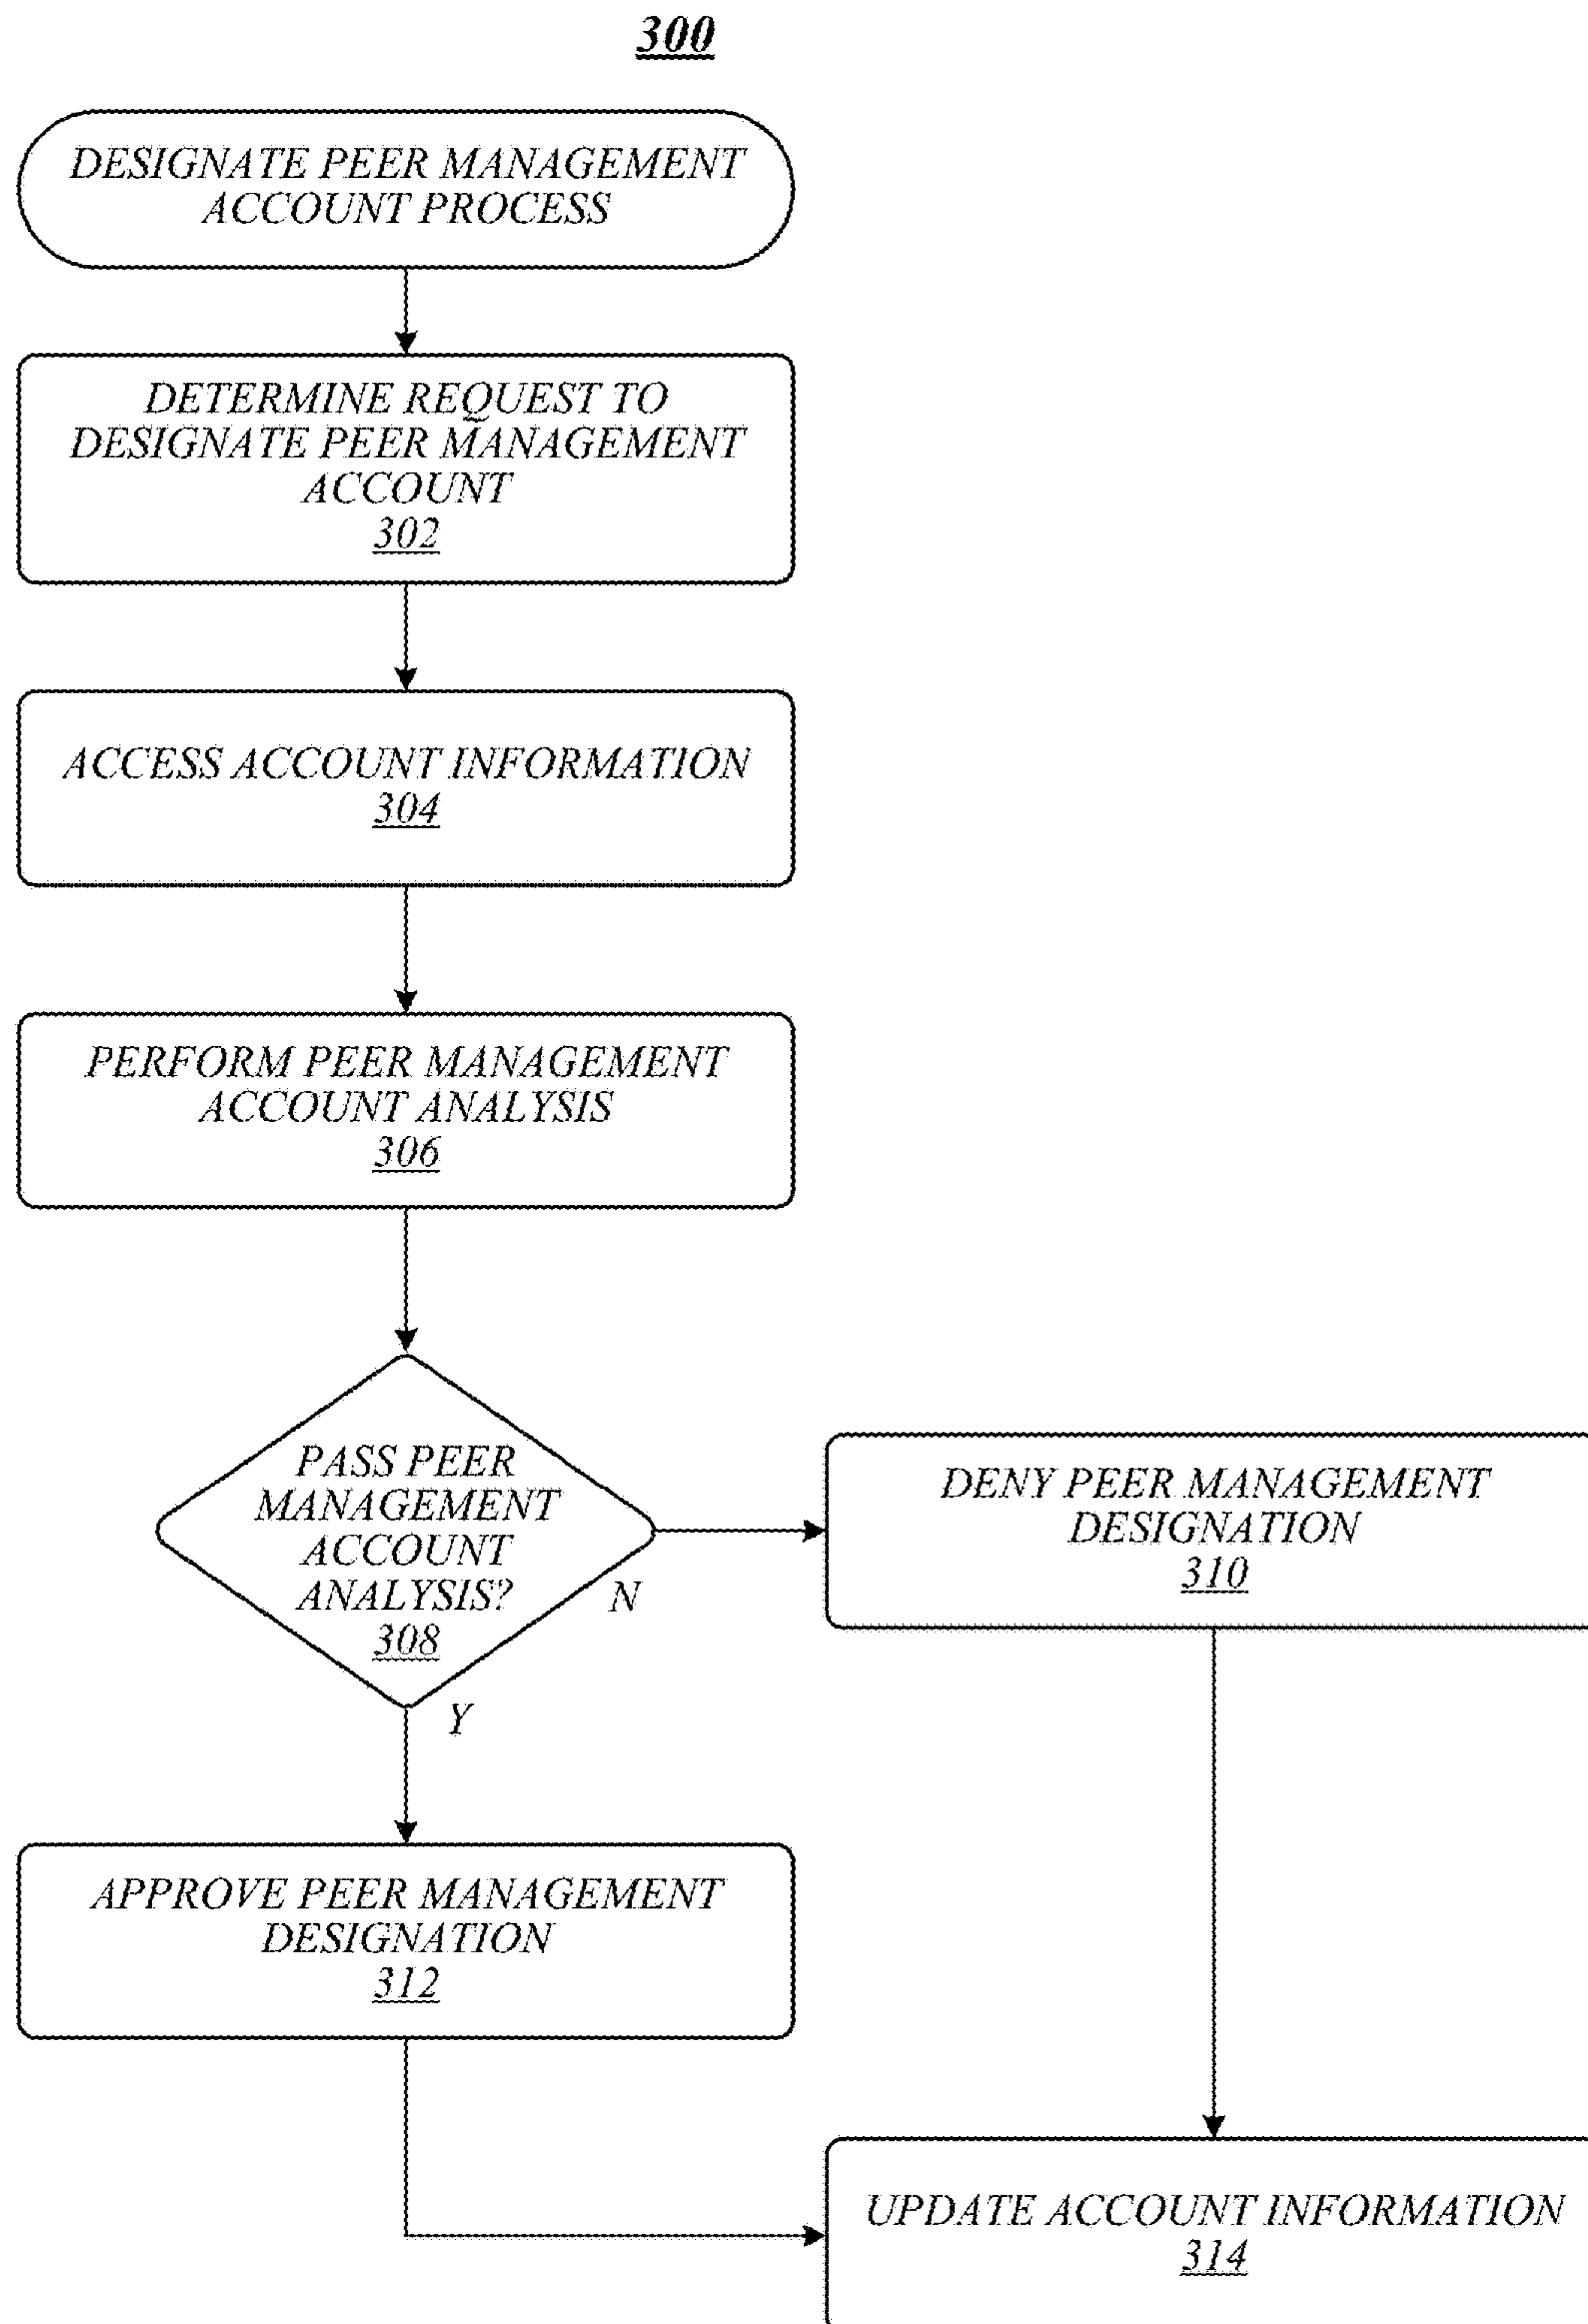 300
DESIGNATE PEER MANAGEMENT
ACCOUNT PROCESS
DETERMINE REQUEST TO
DESIGNATE PEER MANAGEMENT
ACCOUNT
302
ACCESS ACCOUNT INFORMATION
304
PERFORM PEER MANAGEMENT
ACCOUNT ANALYSIS
306
PASS PEER
MANAGEMENT
ACCOUNT
ANALYSIS?
308
N
Y
DENY PEER MANAGEMENT
DESIGNATION
310
APPROVE PEER MANAGEMENT
DESIGNATION
312
UPDATE ACCOUNT INFORMATION
314